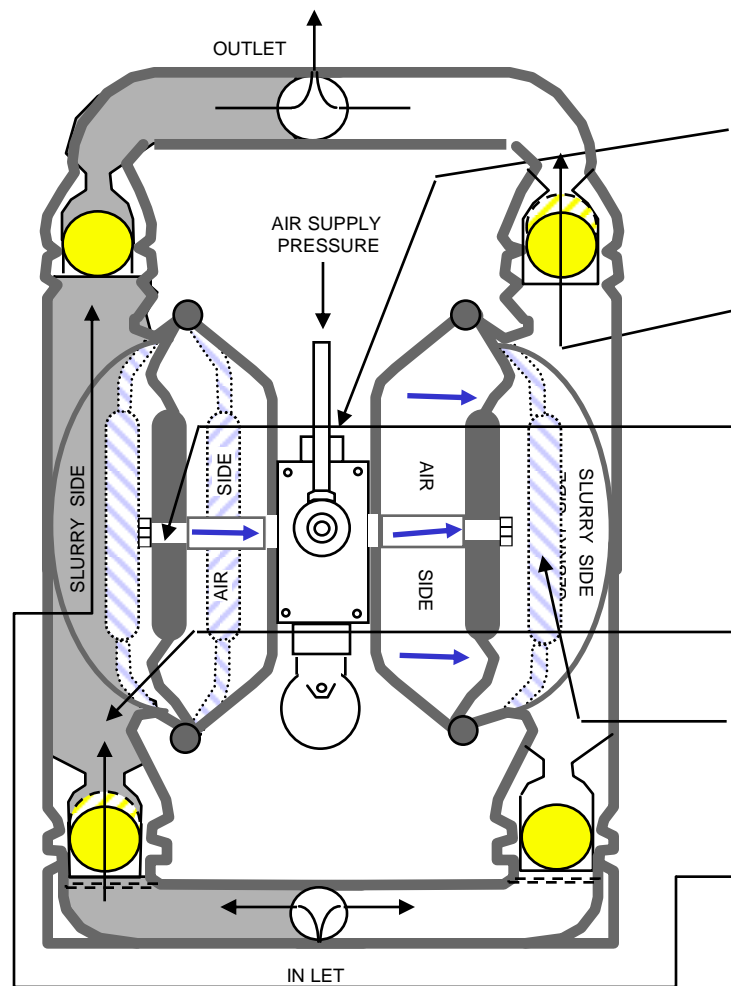 OUTLET
AIR SUPPLY
PRESSURE
SLURRY SIDE
SIDE
AIR
AIR
SIDE
SLURRY SIDE
IN LET